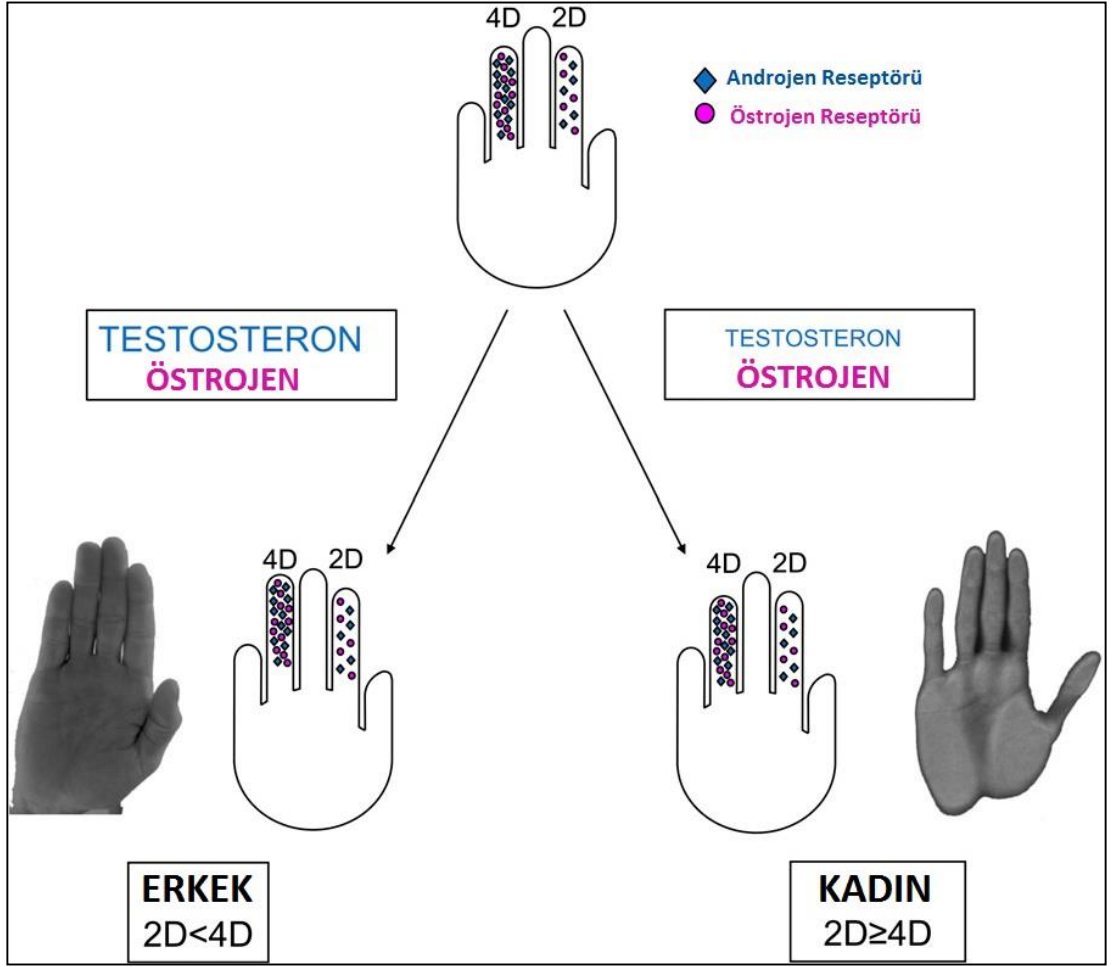 4D 2D
Androjen Reseptörü
Östrojen Reseptörü
TESTOSTERON
ÖSTROJEN
TESTOSTERON
ÖSTROJEN
4D 2D
4D 2D
ERKEK
2D<4D
KADIN
2D≥4D